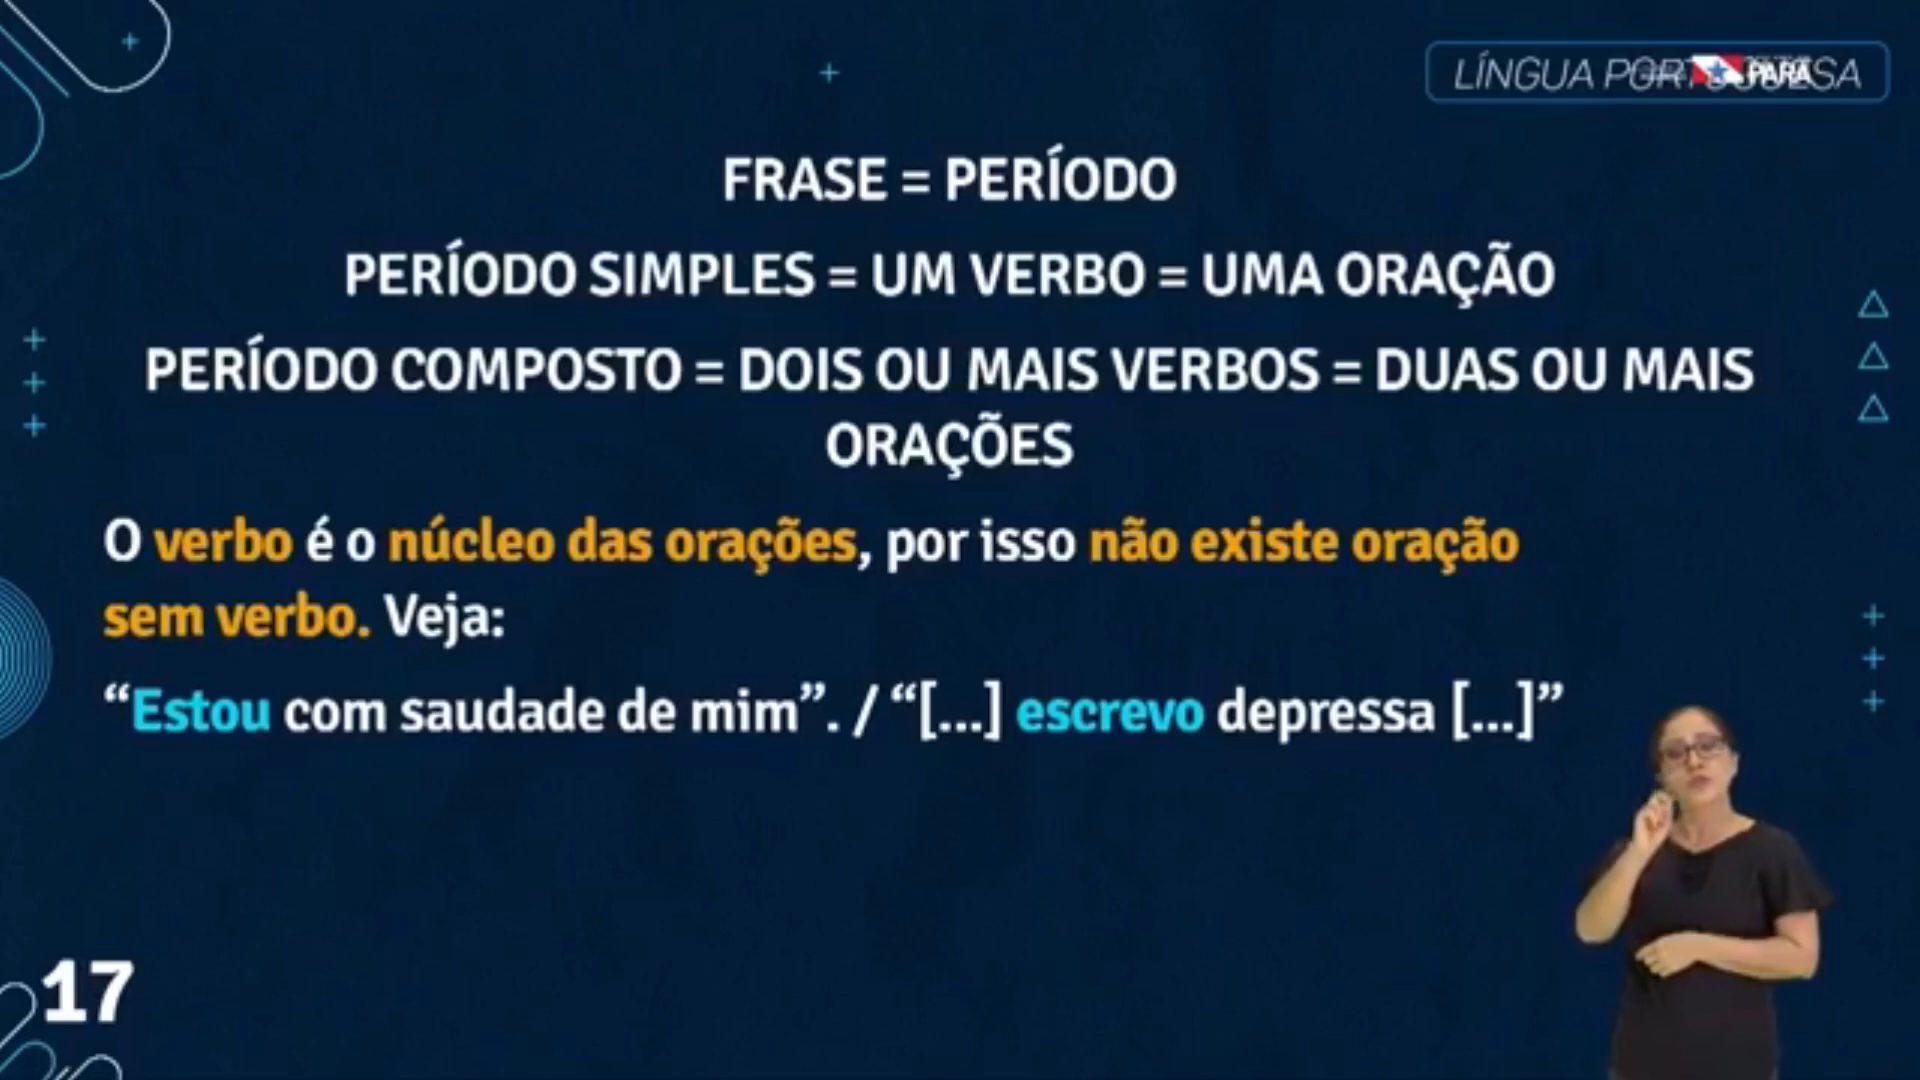 LÍNGUA PORTUGUESA
PARÁ
FRASE = PERÍODO
PERÍODO SIMPLES = UM VERBO = UMA ORAÇÃO
PERÍODO COMPOSTO = DOIS OU MAIS VERBOS = DUAS OU MAIS
ORAÇÕES
O verbo é o núcleo das orações, por isso não existe oração
sem verbo. Veja:
“Estou com saudade de mim”. / “[...] escrevo depressa [...]”
17